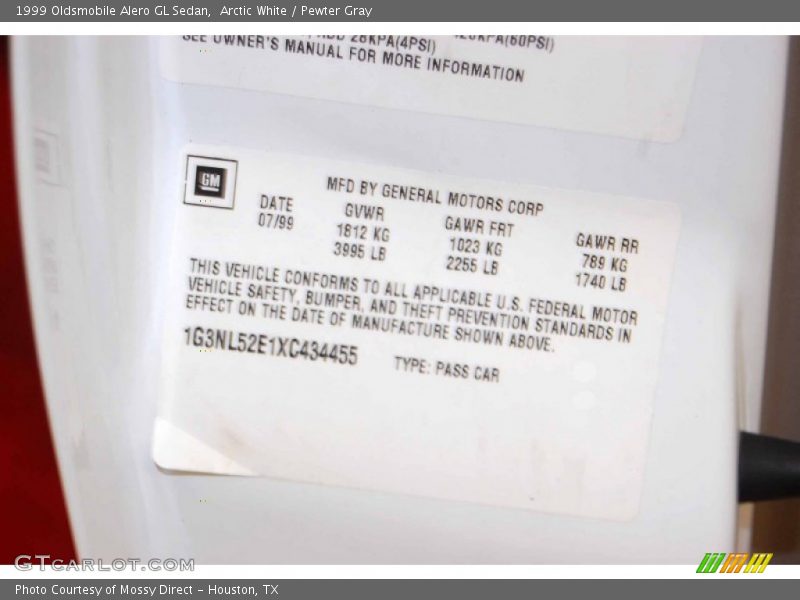 1999 Oldsmobile Alero GL Sedan, Arctic White / Pewter Gray
28KPA(4PSI) 420KPA(60PSI)
SEE OWNER'S MANUAL FOR MORE INFORMATION
GM
MFD BY GENERAL MOTORS CORP
DATE GVWR GAWR FRT GAWR RR
07/99 1812 KG 1023 KG 789 KG
3995 LB 2255 LB 1740 LB
THIS VEHICLE CONFORMS TO ALL APPLICABLE U.S. FEDERAL MOTOR
VEHICLE SAFETY, BUMPER, AND THEFT PREVENTION STANDARDS IN
EFFECT ON THE DATE OF MANUFACTURE SHOWN ABOVE.
1G3NL52E1XC434455 TYPE: PASS CAR
GTCARLOT.COM
Photo Courtesy of Mossy Direct – Houston, TX